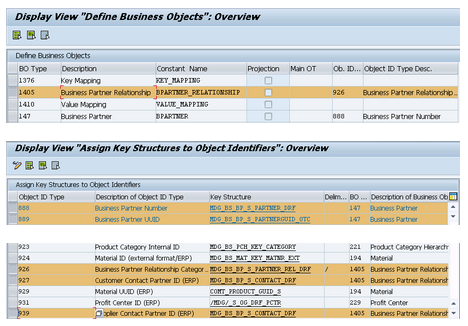 Display View "Define Business Objects": Overview
Define Business Objects
BO Type Description Constant Name Projection Main OT Ob. ID... Object ID Type Desc.
1376 Key Mapping KEY_MAPPING
1405 Business Partner Relationship BPARTNER_RELATIONSHIP 926 Business Partner Relationship...
1410 Value Mapping VALUE_MAPPING
147 Business Partner BPARTNER 888 Business Partner Number
Display View "Assign Key Structures to Object Identifiers": Overview
Assign Key Structures to Object Identifiers
Object ID Type Description of Object ID Type Key Structure Delim... BO ... Description of Business Ob
888 Business Partner Number MDG_BS_BP_S_PARTNER_DRF 147 Business Partner
889 Business Partner UUID MDG_BS_BP_S_PARTNERGUID_OTC 147 Business Partner
923 Product Category Internal ID MDG_BS_PCH_KEY_CATEGORY 221 Product Category Hierarch
924 Material ID (external format/ERP) MDG_BS_MAT_KEY_MATNR_EXT 194 Material
926 Business Partner Relationship Categor... MDG_BS_BP_S_PARTNER_REL_DRF / 1405 Business Partner Relationsh
927 Customer Contact Partner ID (ERP) MDG_BS_BP_S_CONTACT_DRF 1405 Business Partner Relationsh
929 Material UUID (ERP) COMT_PRODUCT_GUID_S 194 Material
931 Profit Center ID (ERP) /MDG/_S_OG_DRF_PCTR 229 Profit Center
939 plier Contact Partner ID (ERP) MDG_BS_BP_S_CONTACT_DRF 1405 Business Partner Relationsh